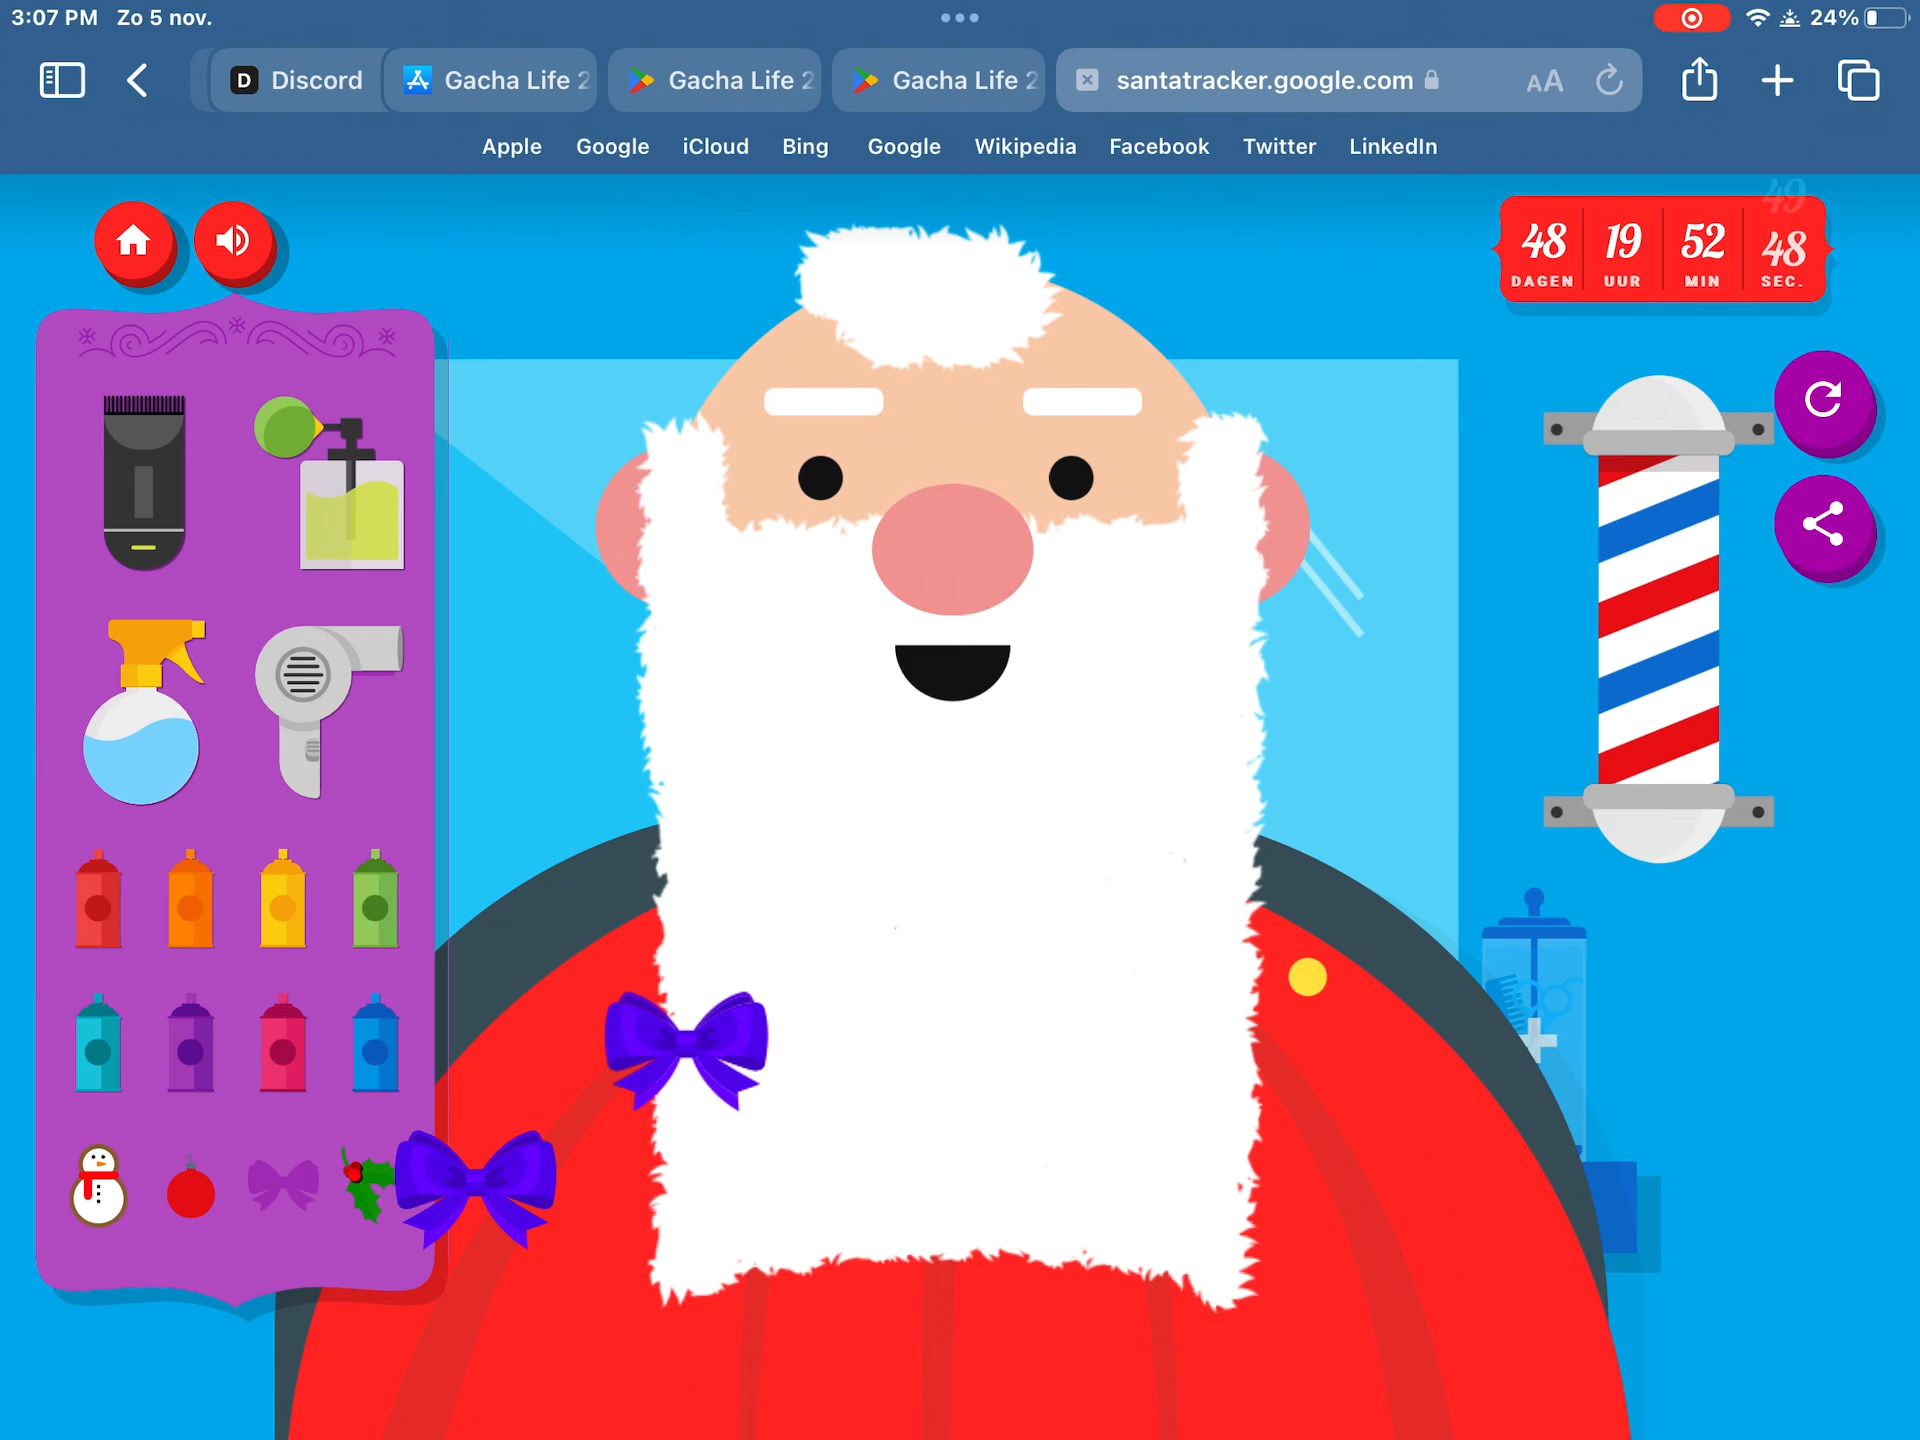 3:07 PM Zo 5 nov. 24%
Discord Gacha Life 2 Gacha Life 2 Gacha Life 2 santatracker.google.com AA
Apple Google iCloud Bing Google Wikipedia Facebook Twitter LinkedIn
49
48 19 52 48
DAGEN UUR MIN SEC.